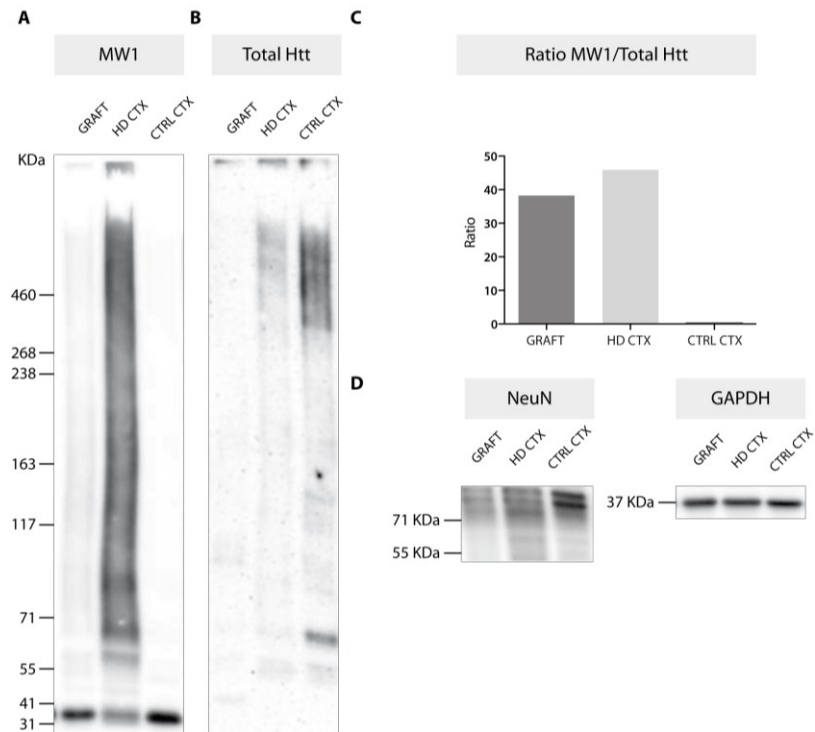 A
MW1
GRAFT
HD CTX
CTRL CTX
KDa
460
268
238
163
117
71
55
41
31
B
Total Htt
GRAFT
HD CTX
CTRL CTX
C
Ratio MW1/Total Htt
Ratio
50
40
30
20
10
0
GRAFT
HD CTX
CTRL CTX
D
NeuN
GRAFT
HD CTX
CTRL CTX
71 KDa
55 KDa
GAPDH
GRAFT
HD CTX
CTRL CTX
37 KDa